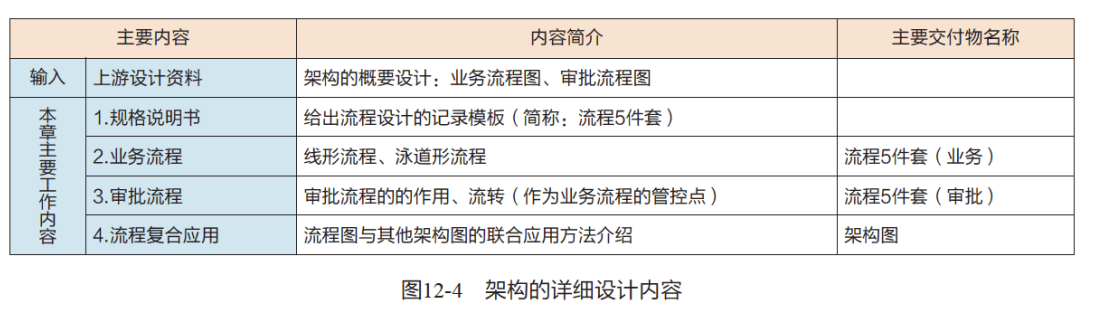 主要内容 内容简介 主要交付物名称
输入 上游设计资料 架构的概要设计：业务流程图、审批流程图
本章主要工作内容
1.规格说明书 给出流程设计的记录模板（简称：流程5件套）
2.业务流程 线形流程、泳道形流程 流程5件套（业务）
3.审批流程 审批流程的的作用、流转（作为业务流程的管控点） 流程5件套（审批）
4.流程复合应用 流程图与其他架构图的联合应用方法介绍 架构图
图12-4 架构的详细设计内容